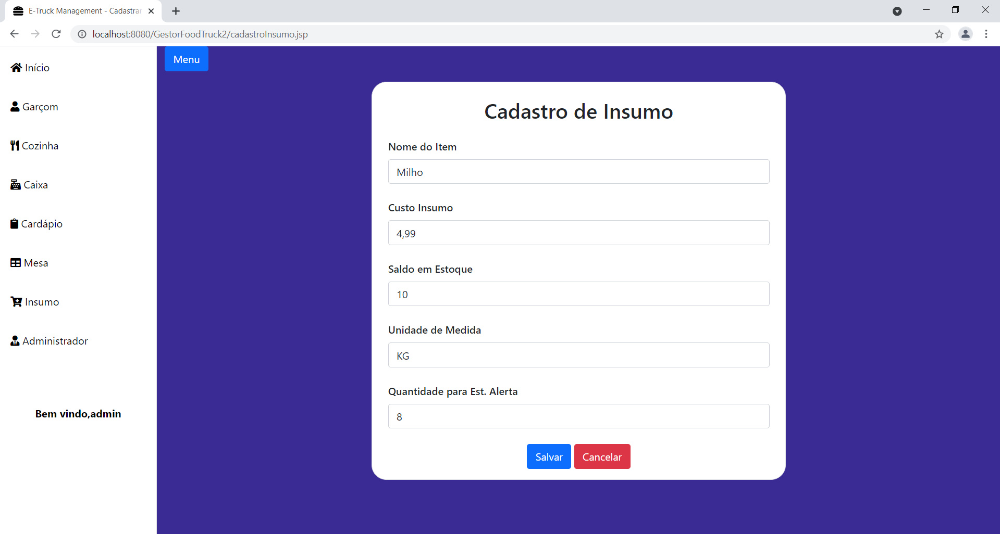 E-Truck Management - Cadastrar
localhost:8080/GestorFoodTruck2/cadastroInsumo.jsp
Início
Garçom
Cozinha
Caixa
Cardápio
Mesa
Insumo
Administrador
Bem vindo,admin
Menu
Cadastro de Insumo
Nome do Item
Milho
Custo Insumo
4,99
Saldo em Estoque
10
Unidade de Medida
KG
Quantidade para Est. Alerta
8
Salvar Cancelar